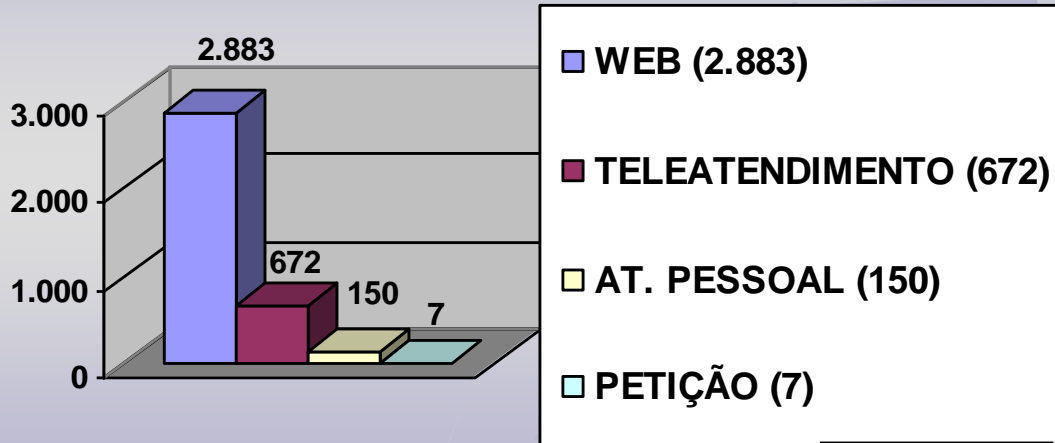 2.883
3.000
2.000
1.000
0
672
150
7
WEB (2.883)
TELEATENDIMENTO (672)
AT. PESSOAL (150)
PETIÇÃO (7)